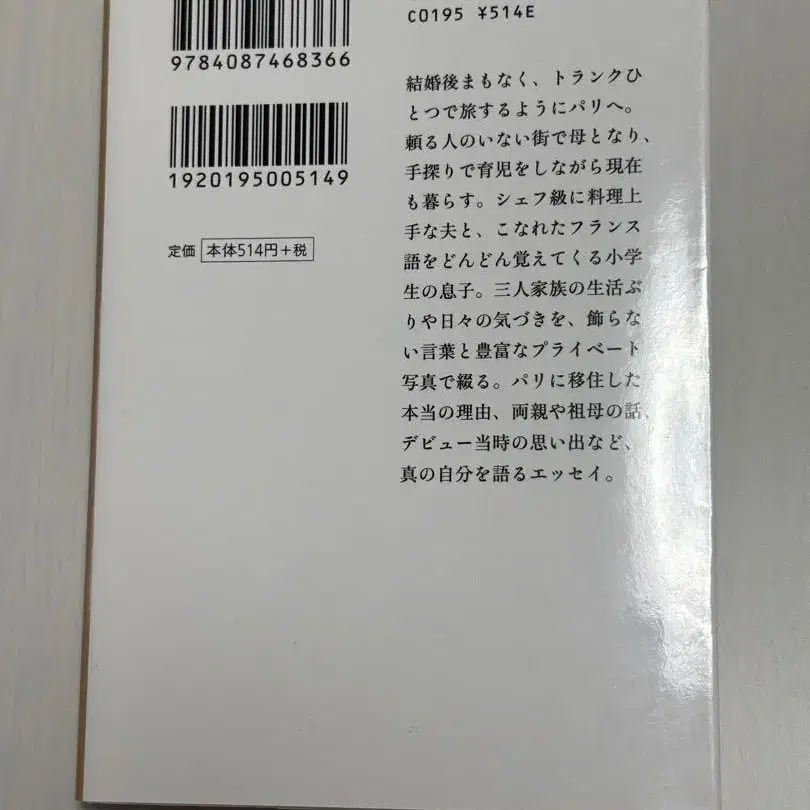 C0195 ¥514E
9784087468366
1920195005149
定価 本体514円+税
結婚後まもなく、トランクひ
とつで旅するようにパリへ。
頼る人のいない街で母となり、
手探りで育児をしながら現在
も暮らす。シェフ級に料理上
手な夫と、こなれたフランス
語をどんどん覚えてくる小学
生の息子。三人家族の生活ぶ
りや日々の気づきを、飾らな
い言葉と豊富なプライベート
写真で綴る。パリに移住した
本当の理由、両親や祖母の話、
デビュー当時の思い出など、
真の自分を語るエッセイ。